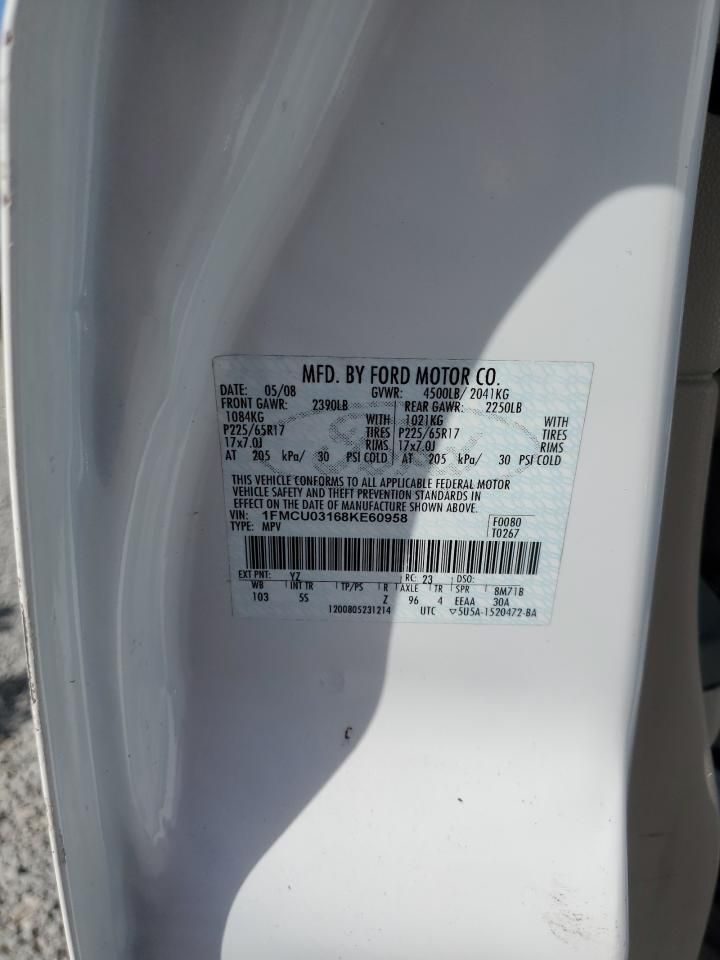 MFD. BY FORD MOTOR CO.
DATE: 05/08 GVWR: 4500LB/ 2041KG
FRONT GAWR: 2390LB REAR GAWR: 2250LB
1084KG WITH 1021KG WITH
P225/65R17 TIRES P225/65R17 TIRES
17x7.0J RIMS 17x7.0J RIMS
AT 205 kPa/ 30 PSI COLD AT 205 kPa/ 30 PSI COLD
THIS VEHICLE CONFORMS TO ALL APPLICABLE FEDERAL MOTOR
VEHICLE SAFETY AND THEFT PREVENTION STANDARDS IN
EFFECT ON THE DATE OF MANUFACTURE SHOWN ABOVE.
VIN: 1FMCU03168KE60958 F0080
TYPE: MPV T0267
EXT PNT: YZ RC: 23 DSO:
WB INT TR TP/PS R AXLE TR SPR 8M71B
103 55 Z 96 4 EEAA 30A
1200805231214 UTC ▽5U5A-1520472-BA